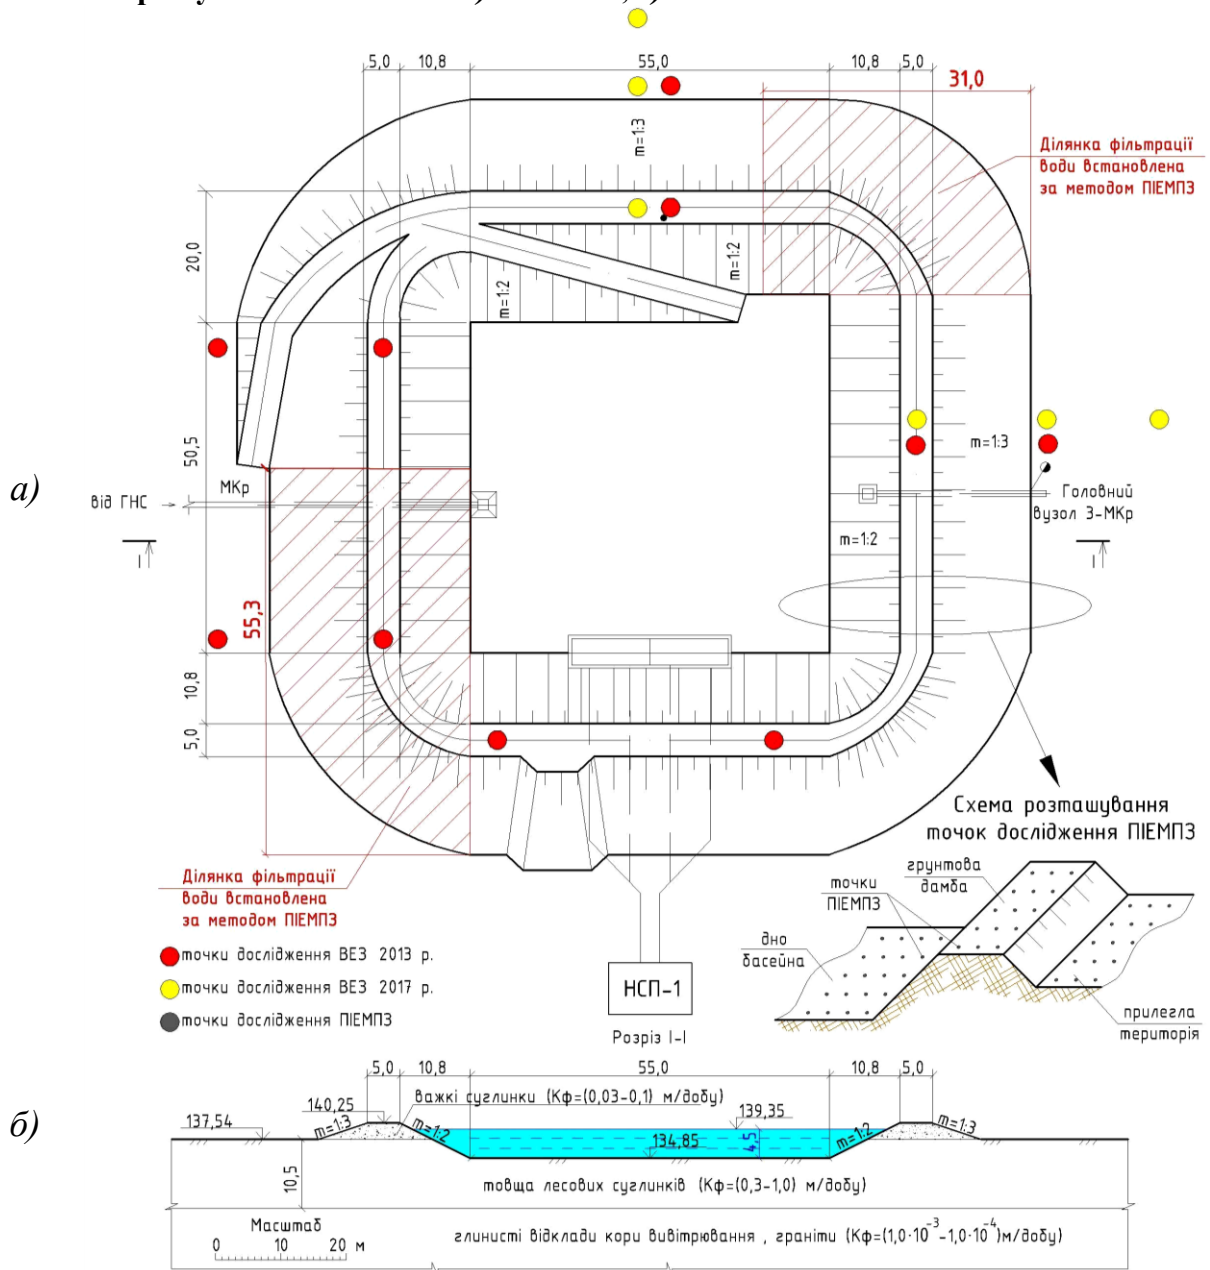 5,0
10,8
55,0
10,8
5,0
31,0
m=1:3
Ділянка фільтрації
води встановлена
за методом ПІЕМПЗ
20,0
m=1:2
m=1:2
50,5
m=1:3
а)
МКр
від ГНС
Головний
вузол З-МКр
I
m=1:2
I
55,3
10,8
5,0
Схема розташування
точок дослідження ПІЕМПЗ
Ділянка фільтрації
води встановлена
за методом ПІЕМПЗ
грунтова
дамба
точки
ПІЕМПЗ
дно
басейна
точки дослідження ВЕЗ 2013 р.
точки дослідження ВЕЗ 2017 р.
точки дослідження ПІЕМПЗ
НСП-1
прилегла
територія
Розріз I-I
5,0
10,8
55,0
10,8
5,0
б)
важкі суглинки (Кф=(0,03-0,1) м/добу)
137,54
140,25
139,35
m=1:3
m=1:2
134,85
4,5
m=1:2
m=1:3
10,5
товща лесових суглинків (Кф=(0,3-1,0) м/добу)
Масштаб
0 10 20 м
глинисті відклади кори вивітрювання , граніти (Кф=(1,0·10⁻³-1,0·10⁻⁴)м/добу)